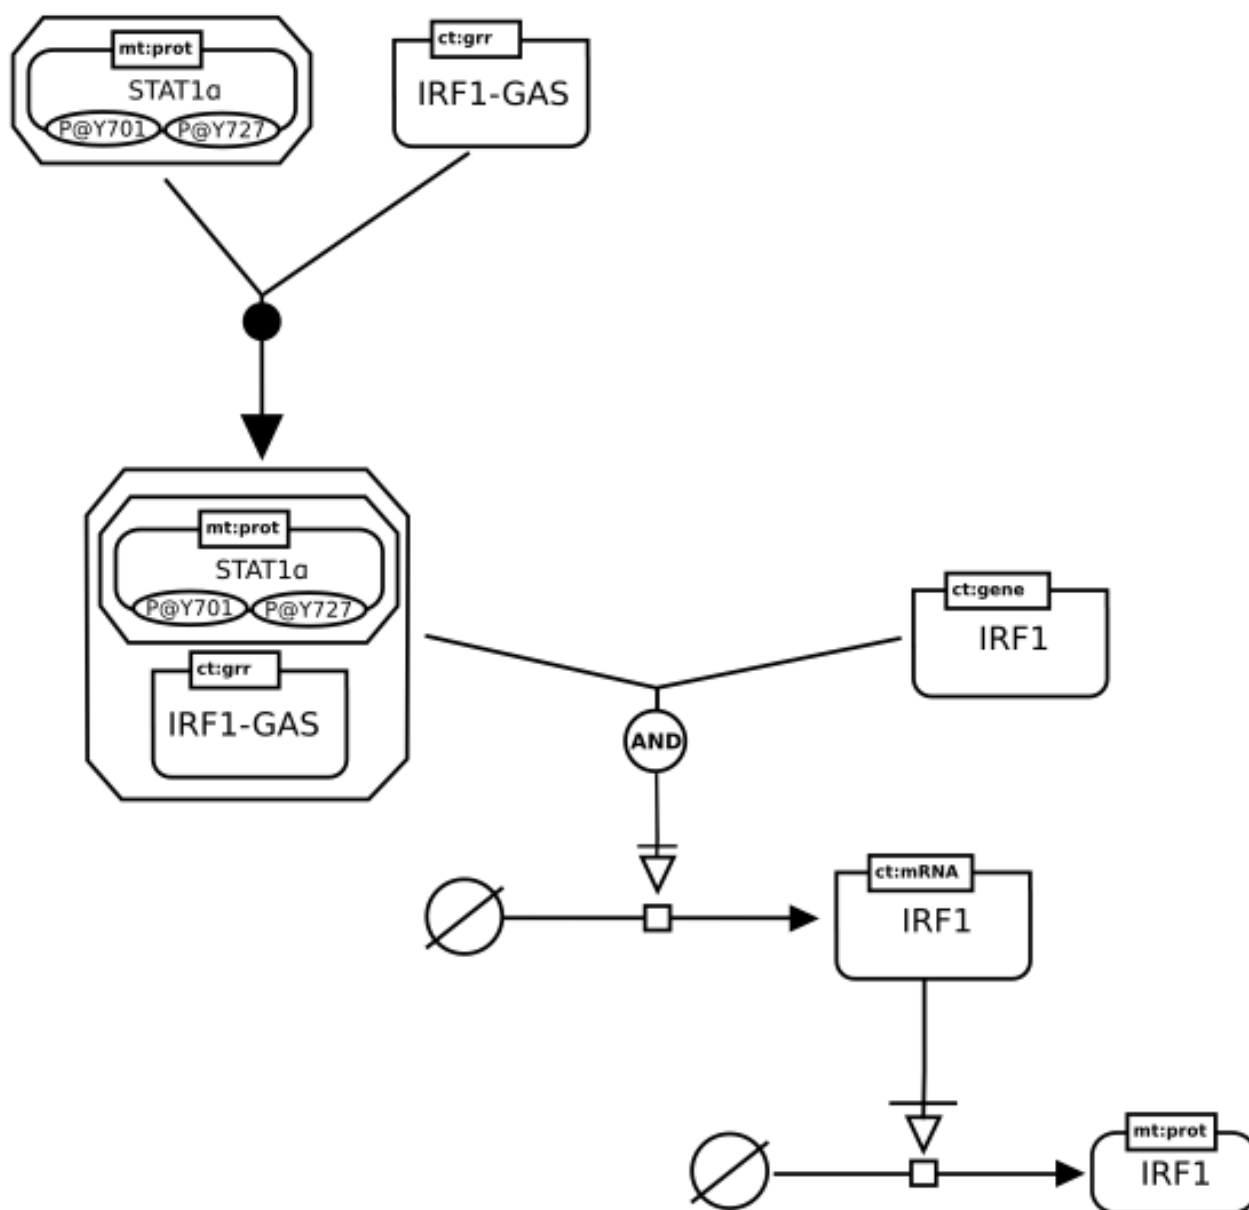 mt:prot
STAT1α
P@Y701 P@Y727
ct:grr
IRF1-GAS
mt:prot
STAT1α
P@Y701 P@Y727
ct:grr
IRF1-GAS
ct:gene
IRF1
AND
ct:mRNA
IRF1
mt:prot
IRF1